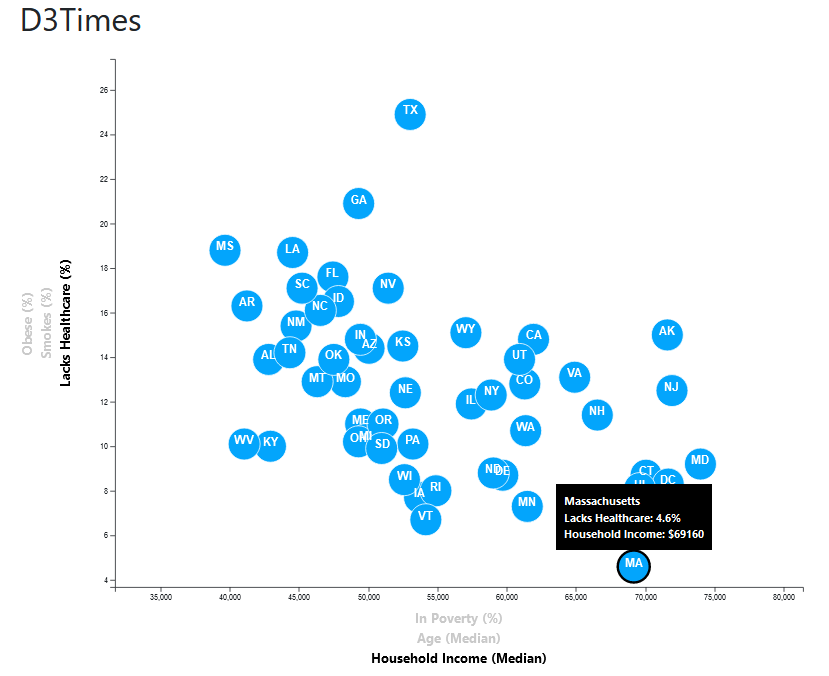 D3Times
26
24
22
20
18
16
14
12
10
8
6
4
35,000
40,000
45,000
50,000
55,000
60,000
65,000
70,000
75,000
80,000
Obese (%)
Smokes (%)
Lacks Healthcare (%)
TX
GA
MS
LA
FL
SC
NV
ID
AR
NC
NM
WY
AK
IN
CA
AZ
KS
TN
AL
OK
UT
VA
MT
MO
CO
NE
NJ
IL
NY
NH
ME
OR
WA
WV
KY
MI
SD
PA
MD
WI
ND
DE
CT
DC
IA
RI
VT
MN
Massachusetts
Lacks Healthcare: 4.6%
Household Income: $69160
MA
In Poverty (%)
Age (Median)
Household Income (Median)